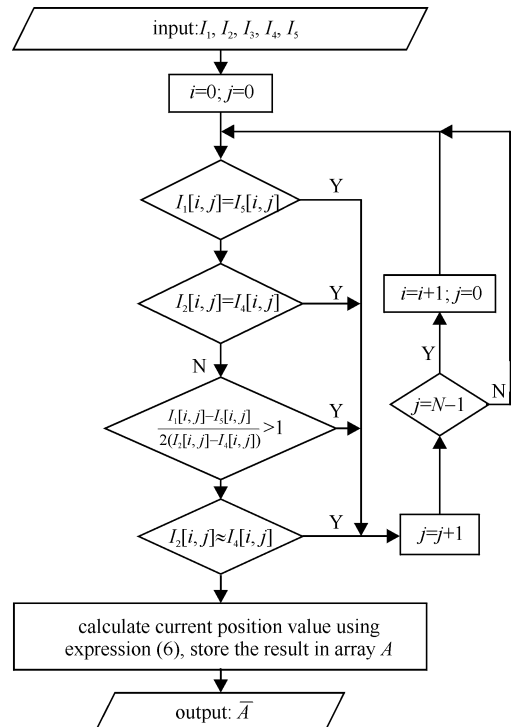 input:I₁, I₂, I₃, I₄, I₅
i=0; j=0
I₁[i, j]=I₅[i, j]
Y
I₂[i, j]=I₄[i, j]
Y
i=i+1; j=0
N
Y
I₁[i, j]−I₅[i, j]
2(I₂[i, j]−I₄[i, j])
>1
Y
j=N−1
N
I₂[i, j]≈I₄[i, j]
Y
j=j+1
calculate current position value using
expression (6), store the result in array A
output: A̅